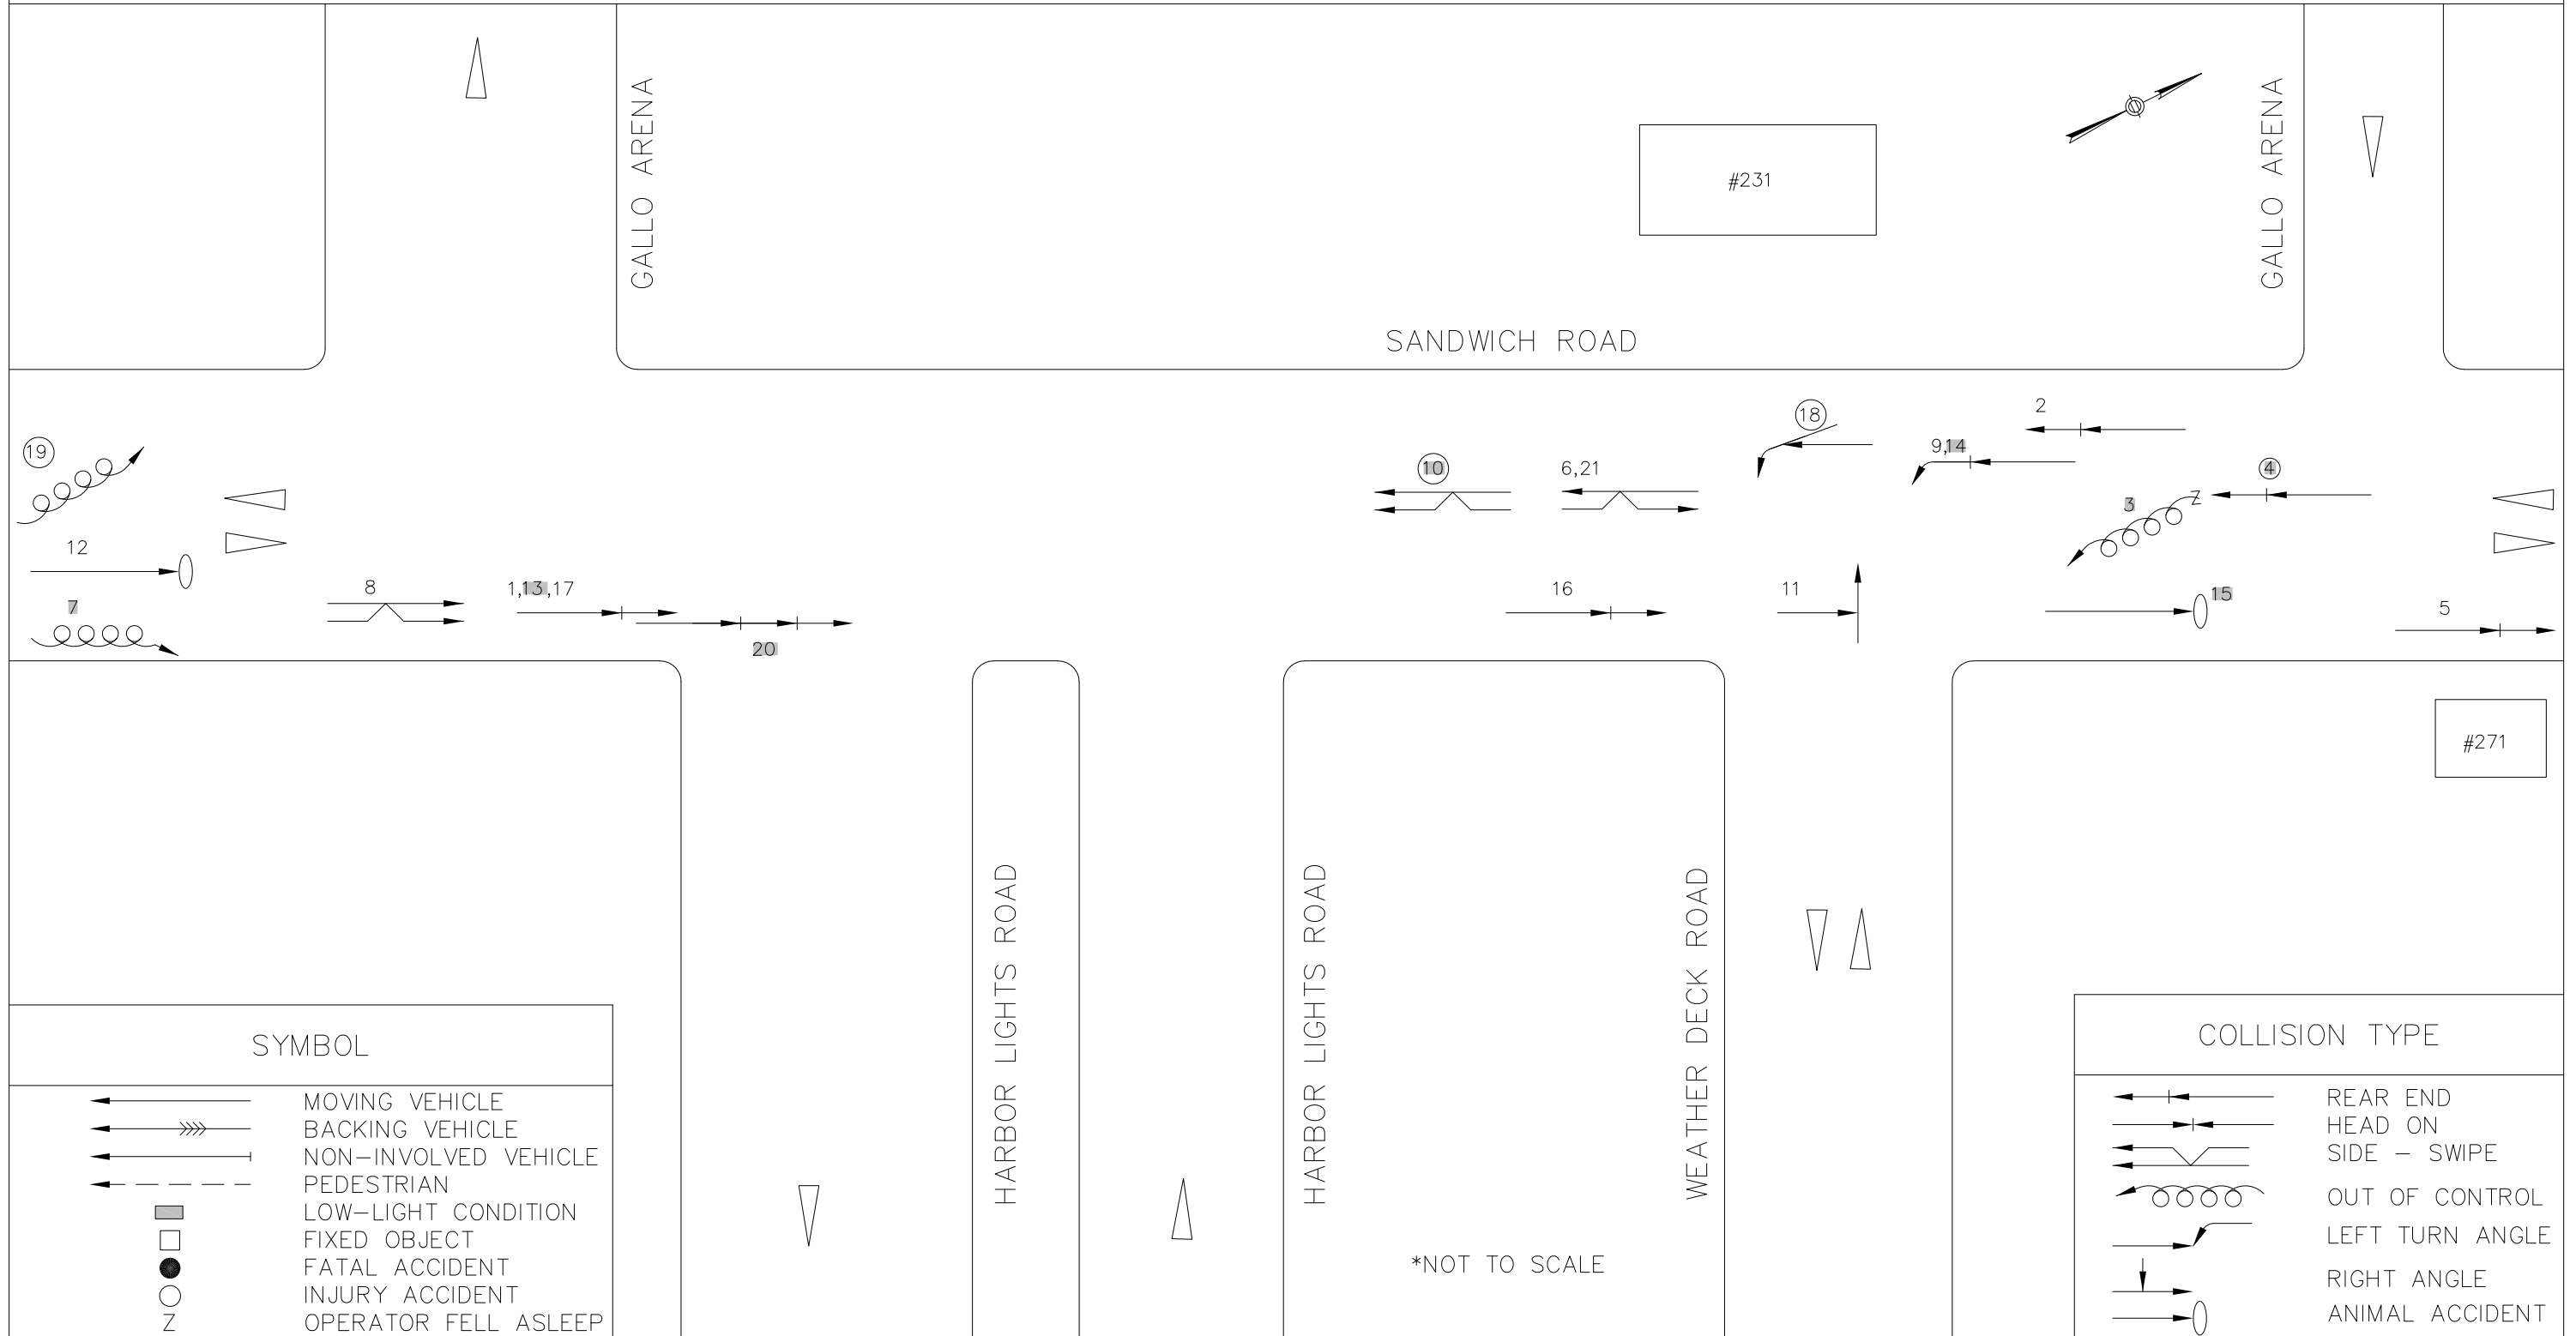 GALLO ARENA
#231
GALLO ARENA
SANDWICH ROAD
19
12
7
8
1,13,17
20
10
6,21
18
9,14
2
4
3
Z
16
11
15
5
#271
HARBOR LIGHTS ROAD
HARBOR LIGHTS ROAD
WEATHER DECK ROAD
*NOT TO SCALE
SYMBOL
MOVING VEHICLE
BACKING VEHICLE
NON-INVOLVED VEHICLE
PEDESTRIAN
LOW-LIGHT CONDITION
FIXED OBJECT
FATAL ACCIDENT
INJURY ACCIDENT
Z OPERATOR FELL ASLEEP
COLLISION TYPE
REAR END
HEAD ON
SIDE - SWIPE
OUT OF CONTROL
LEFT TURN ANGLE
RIGHT ANGLE
ANIMAL ACCIDENT